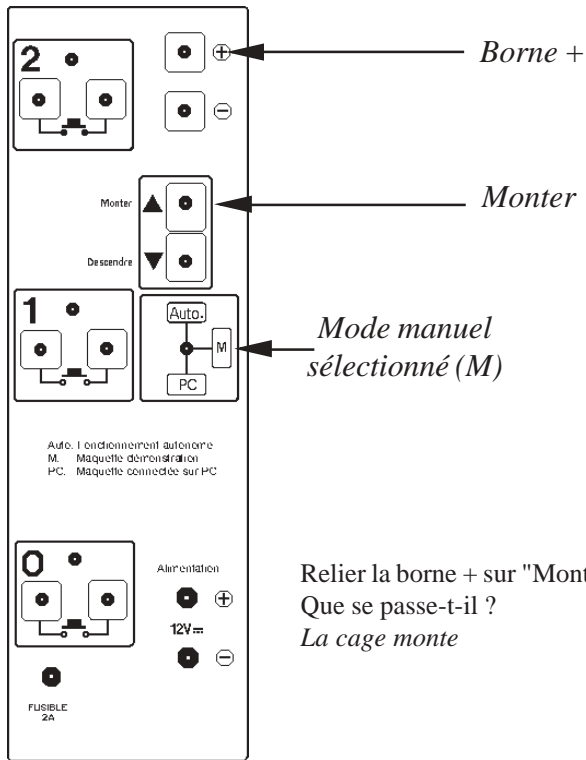 2
+
Borne +
−
Monter
Monter
Descendre
1
Auto.
M
PC
Mode manuel
sélectionné (M)
Auto. Fonctionnement autonome
M. Maquette démonstration
PC. Maquette connectée sur PC
0
Alimentation
+
12V
−
FUSIBLE
2A
Relier la borne + sur "Mont
Que se passe-t-il ?
La cage monte